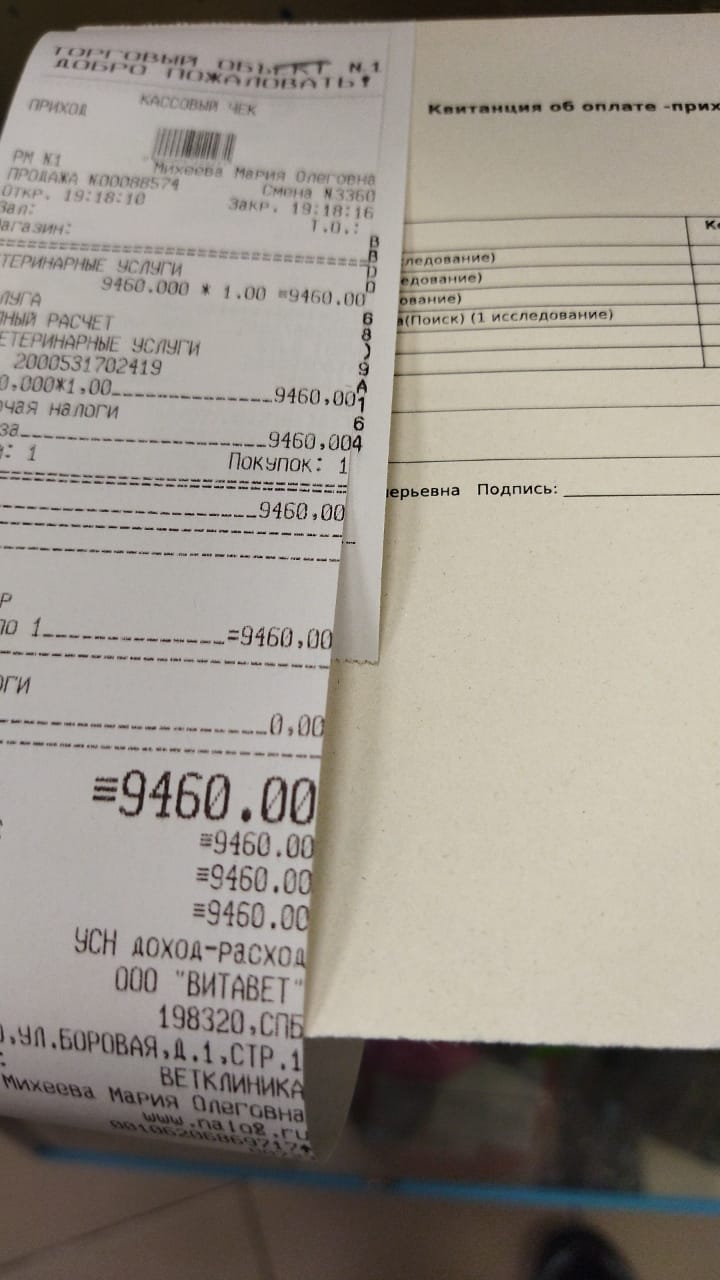 ТОРГОВЫЙ ОБЪЕКТ N.1
ДОБРО ПОЖАЛОВАТЬ!
КАССОВЫЙ ЧЕК
ПРИХОД
Михеева Мария Олеговна
РМ N1
Смена N3360
ПРОДАЖА N00088574
Закр. 19:18:16
ОТКР. 19:18:10
Т.О.:
Зал:
агазин:
ТЕРИНАРНЫЕ УСЛУГИ
9460.000 * 1.00 =9460.00
ЛУГА
НЫЙ РАСЧЕТ
ЕТЕРИНАРНЫЕ УСЛУГИ
2000531702419
0,000*1,00 9460,00
чая налоги
за 9460,00
: 1 Покупок: 1
9460,00
Р
по 1 =9460,00
ОГИ
0,00
≡9460.00
≡9460.00
≡9460.00
≡9460.00
УСН ДОХОД-РАСХОД
ООО "ВИТАВЕТ"
198320,СПБ
,УЛ.БОРОВАЯ,Д.1,СТР.1
ВЕТКЛИНИКА
Михеева Мария Олеговна
www.nalog.ru
Квитанция об оплате -прих
К
ледование)
едование)
ование)
а(Поиск) (1 исследование)
ерьевна Подпись: